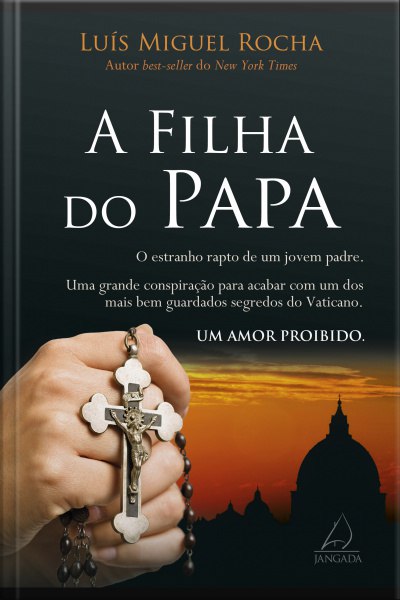 LUÍS MIGUEL ROCHA
Autor best-seller do New York Times
A FILHA
DO PAPA
O estranho rapto de um jovem padre.
Uma grande conspiração para acabar com um dos
mais bem guardados segredos do Vaticano.
UM AMOR PROIBIDO.
JANGADA